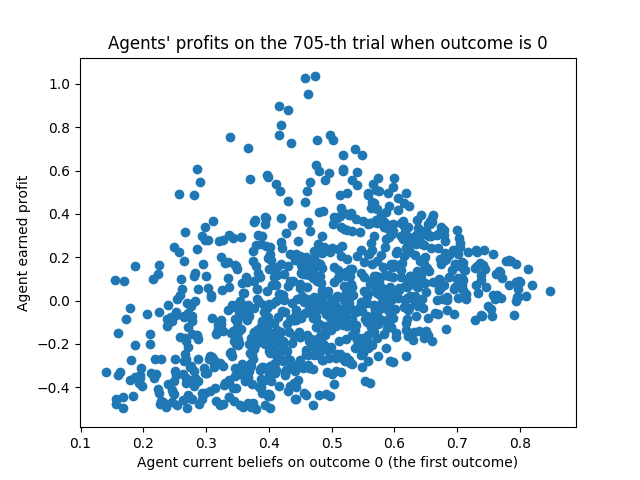 Agents' profits on the 705-th trial when outcome is 0
1.0
0.8
0.6
0.4
0.2
0.0
−0.2
−0.4
Agent earned profit
0.1 0.2 0.3 0.4 0.5 0.6 0.7 0.8
Agent current beliefs on outcome 0 (the first outcome)